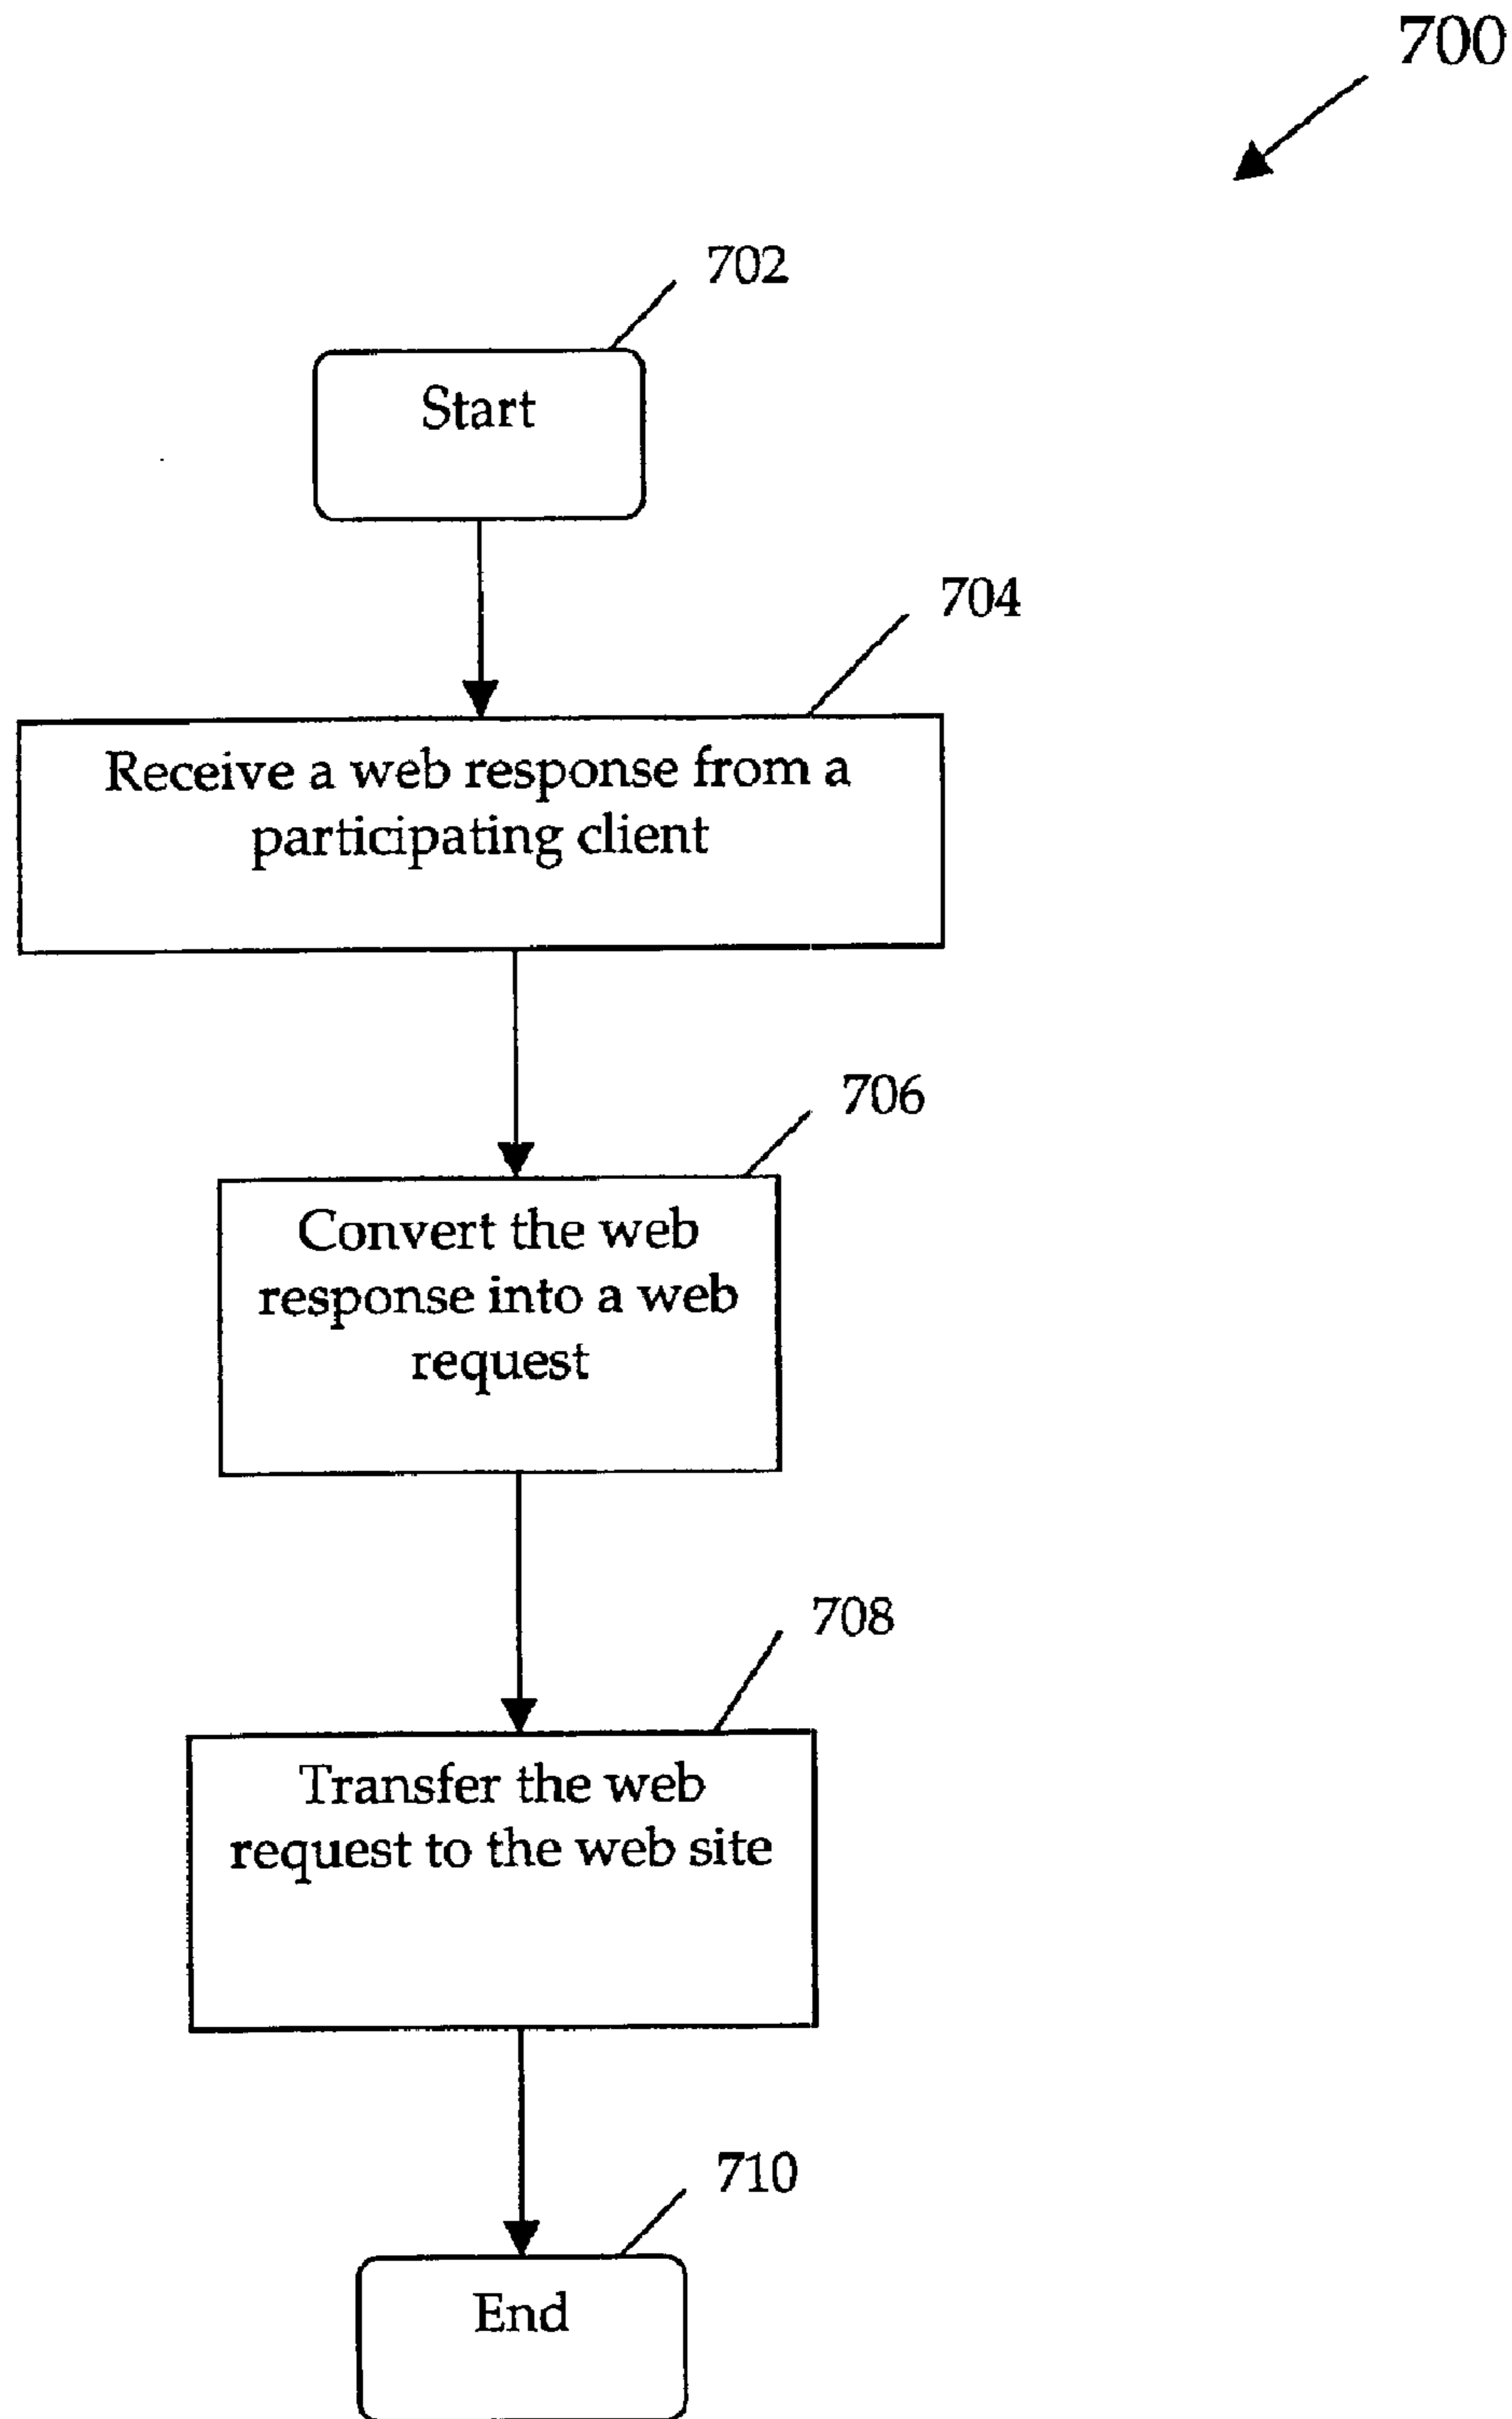 700
702
Start
704
Receive a web response from a
participating client
706
Convert the web
response into a web
request
708
Transfer the web
request to the web site
710
End